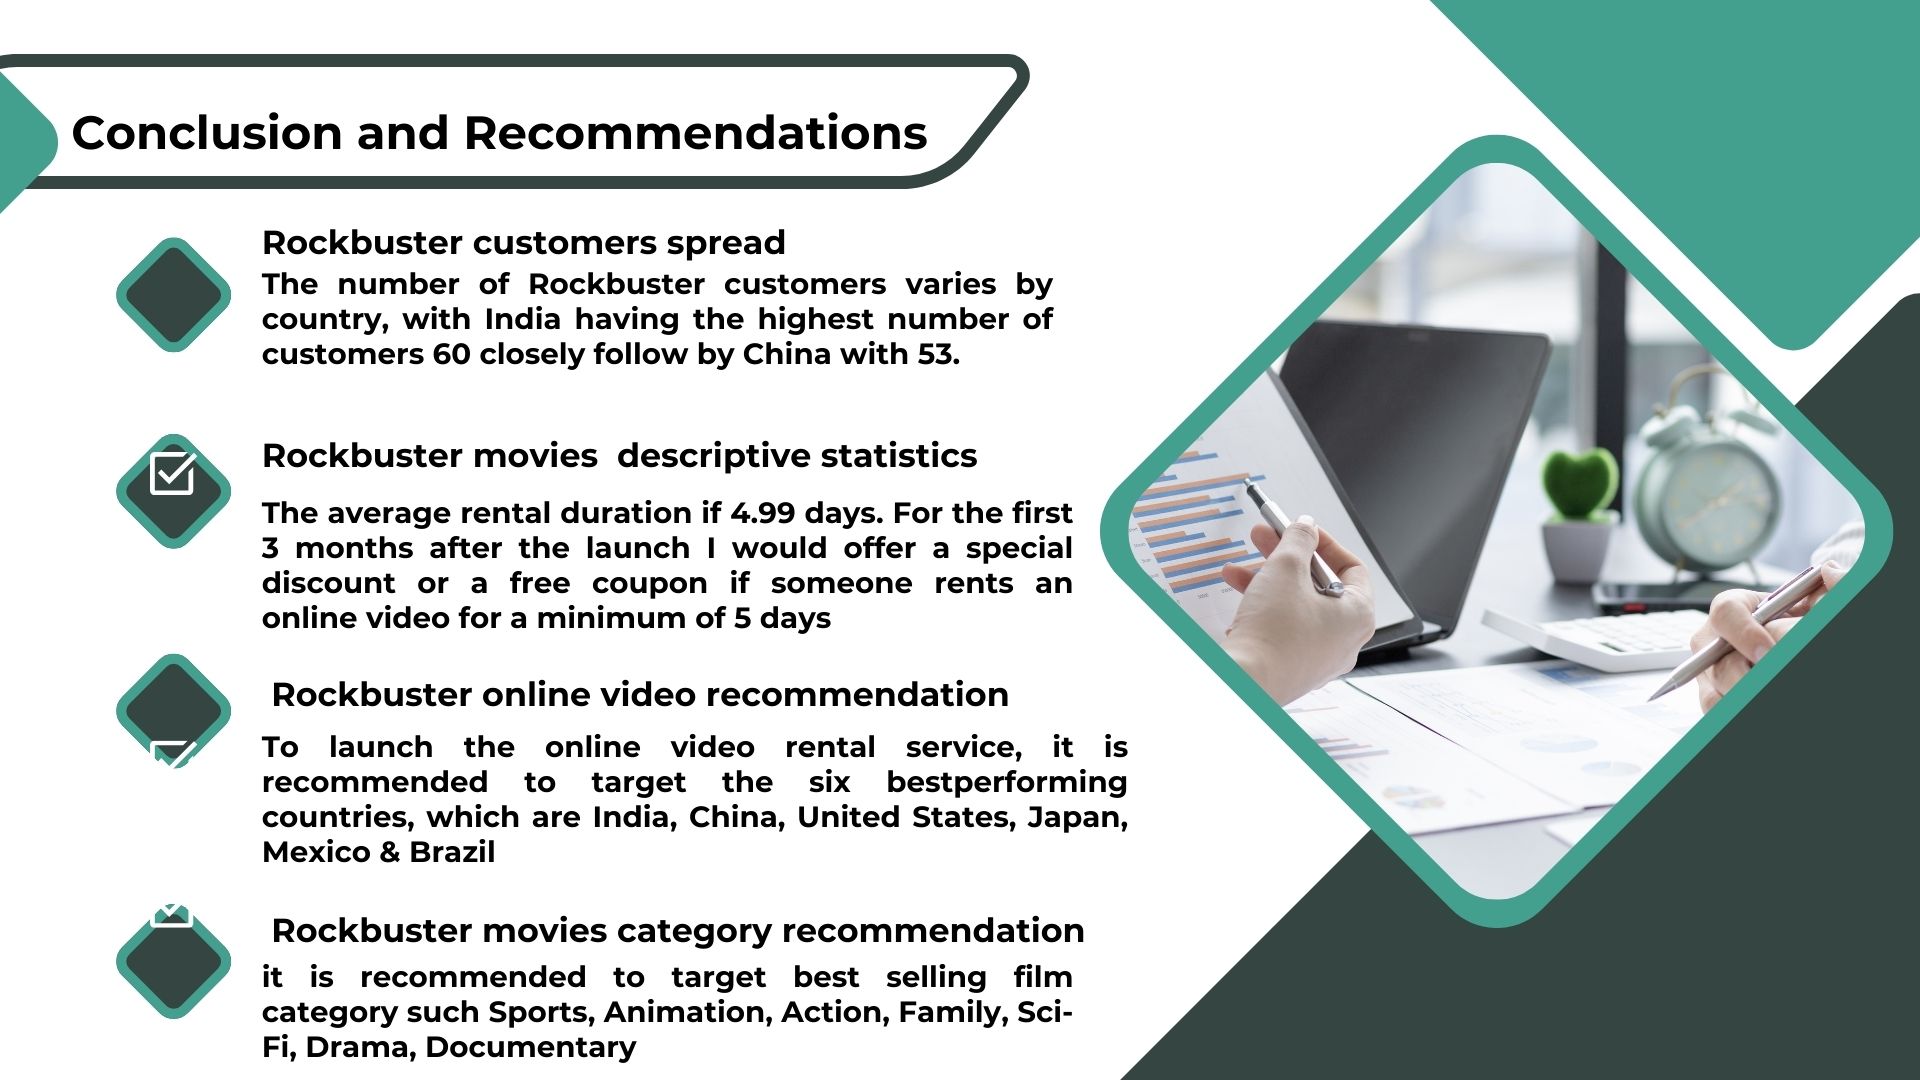 Conclusion and Recommendations
Rockbuster customers spread
The number of Rockbuster customers varies by
country, with India having the highest number of
customers 60 closely follow by China with 53.
Rockbuster movies  descriptive statistics
The average rental duration if 4.99 days. For the first
3 months after the launch I would offer a special
discount or a free coupon if someone rents an
online video for a minimum of 5 days
Rockbuster online video recommendation
To launch the online video rental service, it is
recommended to target the six bestperforming
countries, which are India, China, United States, Japan,
Mexico & Brazil
Rockbuster movies category recommendation
it is recommended to target best selling film
category such Sports, Animation, Action, Family, Sci-
Fi, Drama, Documentary